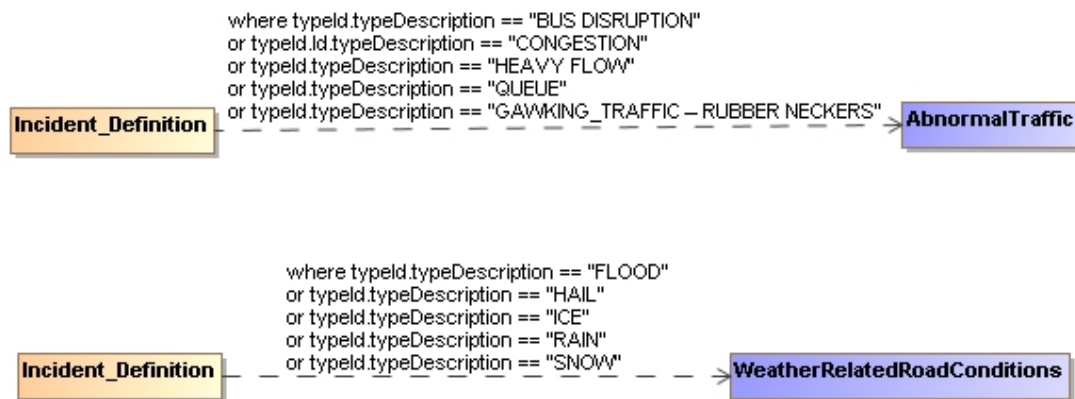 where typeId.typeDescription == "BUS DISRUPTION"
or typeId.Id.typeDescription == "CONGESTION"
or typeId.typeDescription == "HEAVY FLOW"
or typeId.typeDescription == "QUEUE"
or typeId.typeDescription == "GAWKING_TRAFFIC – RUBBER NECKERS"
Incident_Definition
AbnormalTraffic
where typeId.typeDescription == "FLOOD"
or typeId.typeDescription == "HAIL"
or typeId.typeDescription == "ICE"
or typeId.typeDescription == "RAIN"
or typeId.typeDescription == "SNOW"
Incident_Definition
WeatherRelatedRoadConditions